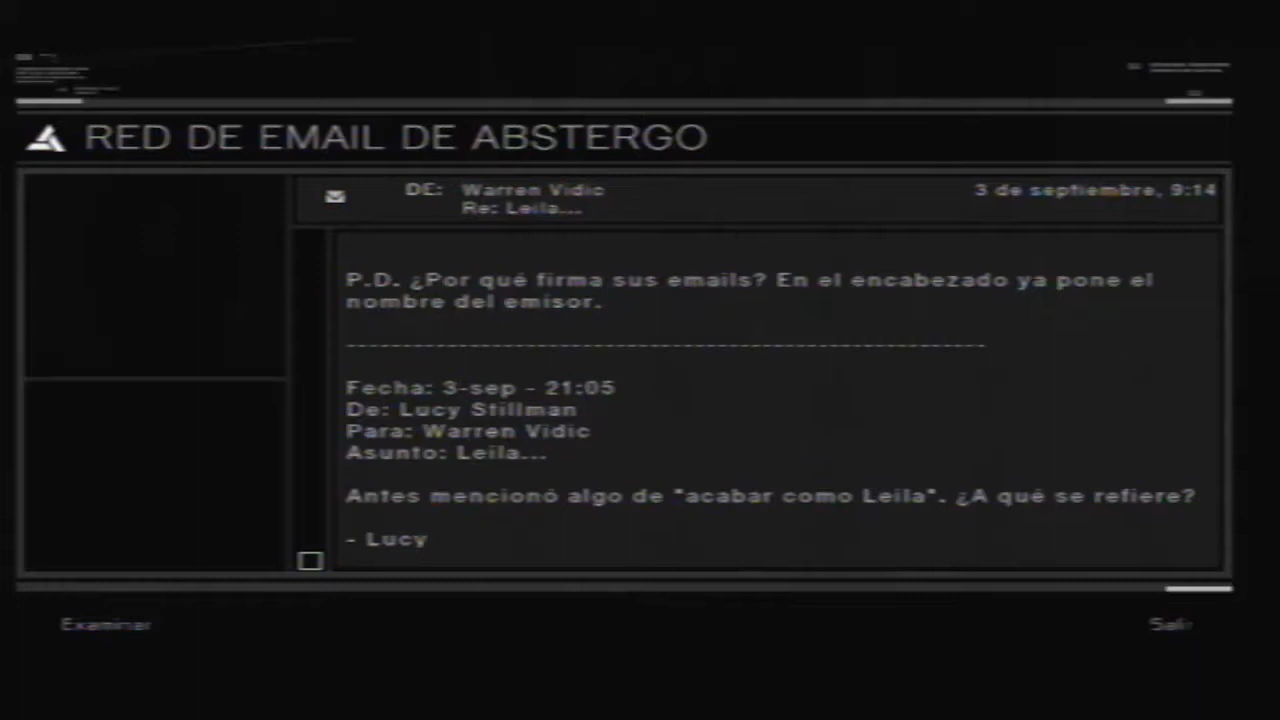 RED DE EMAIL DE ABSTERGO
DE: Warren Vidic
3 de septiembre, 9:14
Re: Leila...
P.D. ¿Por qué firma sus emails? En el encabezado ya pone el
nombre del emisor.
----------------------------------------------------------------
Fecha: 3-sep - 21:05
De: Lucy Stillman
Para: Warren Vidic
Asunto: Leila...
Antes mencionó algo de "acabar como Leila". ¿A qué se refiere?
- Lucy
Examinar
Salir